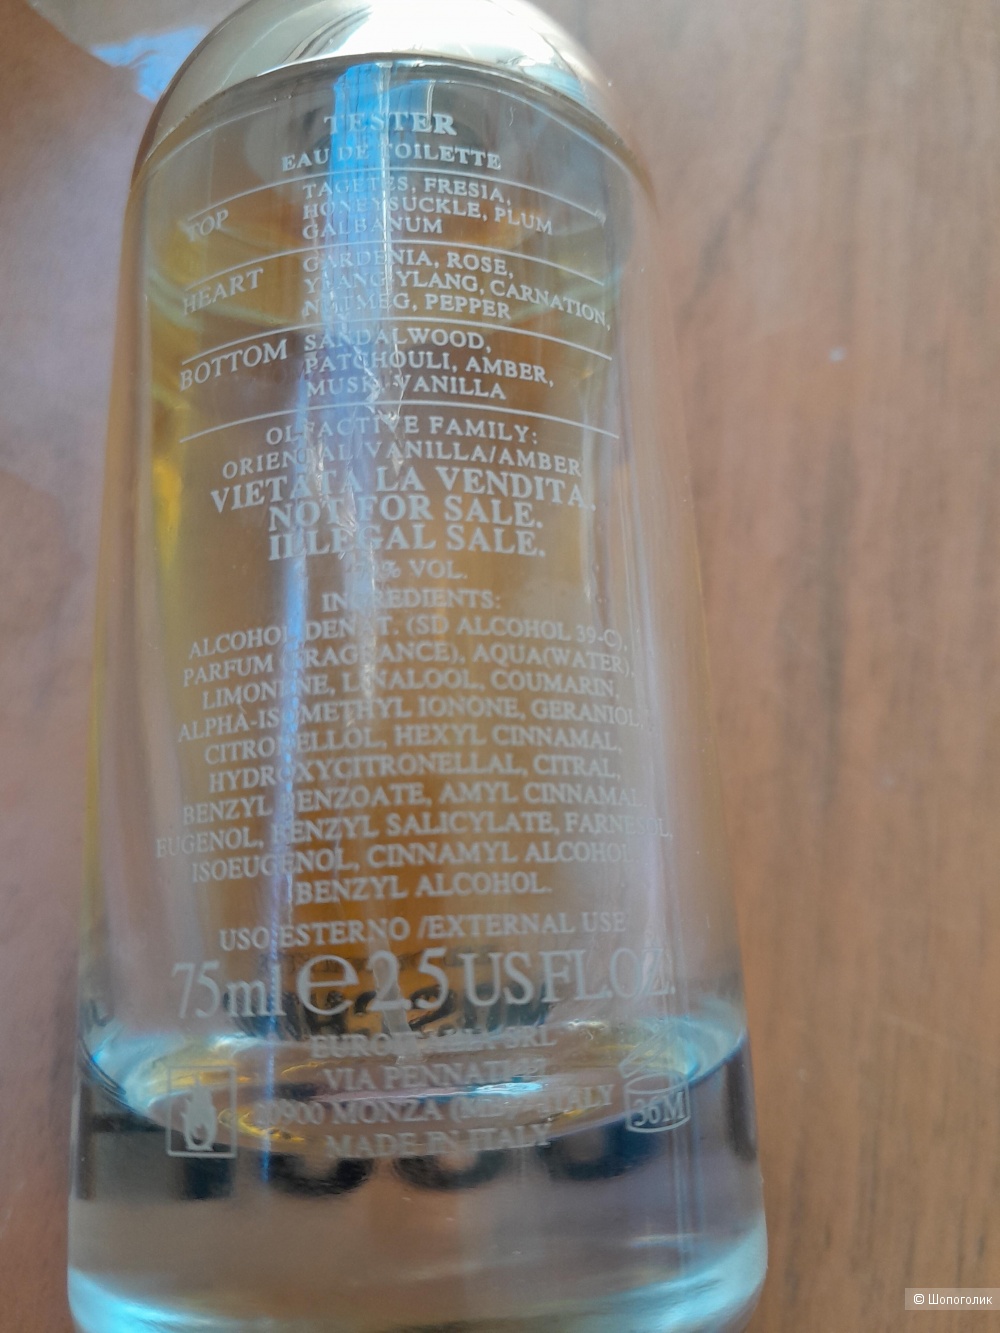 TESTER
EAU DE TOILETTE
TOP
TAGETES, FRESIA,
HONEYSUCKLE, PLUM
GALBANUM
HEART
GARDENIA, ROSE,
YLANG YLANG, CARNATION,
NUTMEG, PEPPER
BOTTOM
SANDALWOOD,
PATCHOULI, AMBER,
MUSK, VANILLA
OLFACTIVE FAMILY:
ORIENTAL/VANILLA/AMBER
VIETATA LA VENDITA.
NOT FOR SALE.
ILLEGAL SALE.
% VOL.
INGREDIENTS:
ALCOHOL DENAT. (SD ALCOHOL 39-C),
PARFUM (FRAGRANCE), AQUA(WATER),
LIMONENE, LINALOOL, COUMARIN,
ALPHA-ISOMETHYL IONONE, GERANIOL,
CITRONELLOL, HEXYL CINNAMAL,
HYDROXYCITRONELLAL, CITRAL,
BENZYL BENZOATE, AMYL CINNAMAL,
EUGENOL, BENZYL SALICYLATE, FARNESOL,
ISOEUGENOL, CINNAMYL ALCOHOL,
BENZYL ALCOHOL.
USO ESTERNO /EXTERNAL USE
75ml e 2.5 US FL.OZ.
SRL
VIA PENNATI,
20900 MONZA (MB) - ITALY
MADE IN ITALY
36M
© Шопоголик